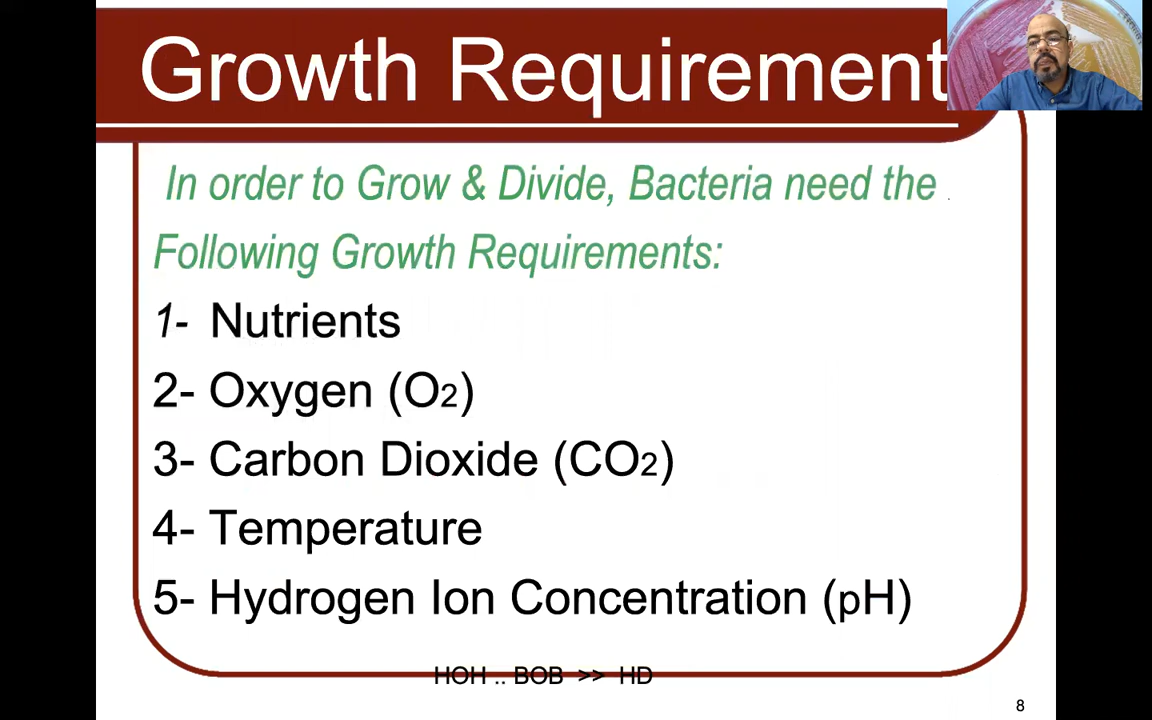 Growth Requirement
In order to Grow & Divide, Bacteria need the
Following Growth Requirements:
1- Nutrients
2- Oxygen (O2)
3- Carbon Dioxide (CO2)
4- Temperature
5- Hydrogen Ion Concentration (pH)
HOH .. BOB >> HD
8